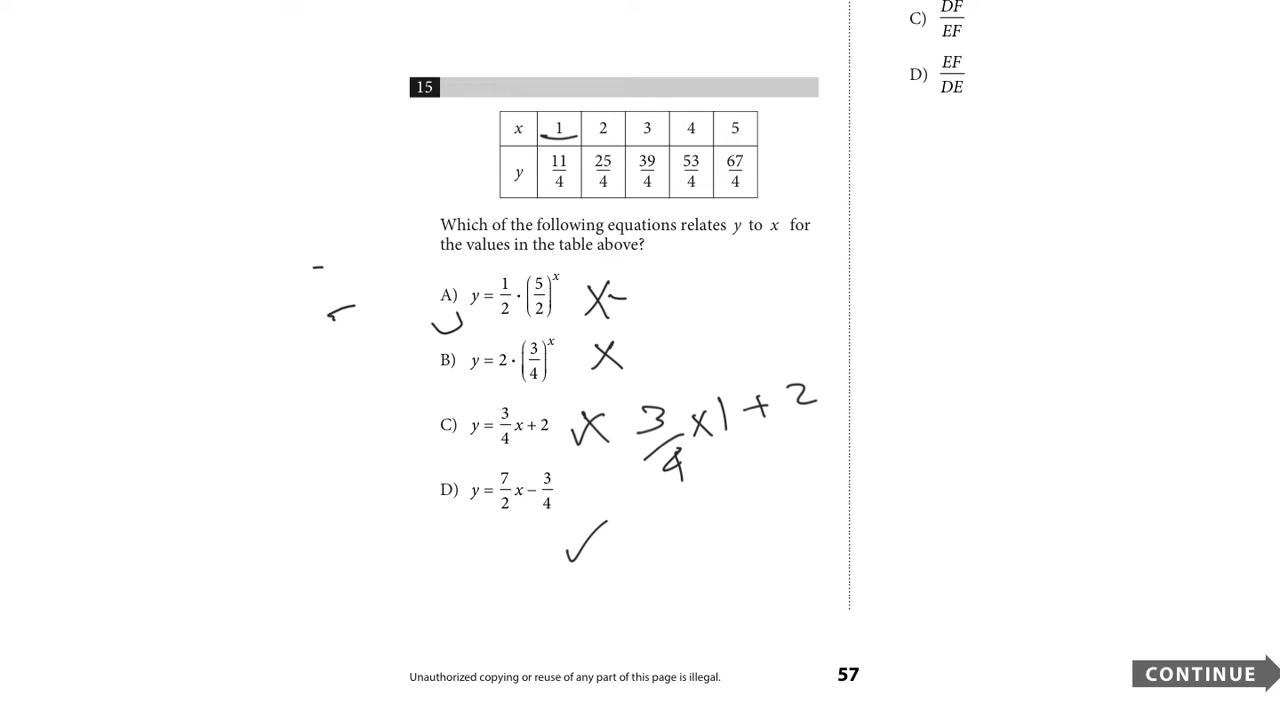 C) DF/EF
D) EF/DE
15
x 1 2 3 4 5
y 11/4 25/4 39/4 53/4 67/4
Which of the following equations relates y to x for
the values in the table above?
A) y = 1/2 · (5/2)^x X
B) y = 2 · (3/4)^x X
C) y = 3/4 x + 2 X 3/4 x 1 + 2
D) y = 7/2 x − 3/4
✓
Unauthorized copying or reuse of any part of this page is illegal.
57
CONTINUE